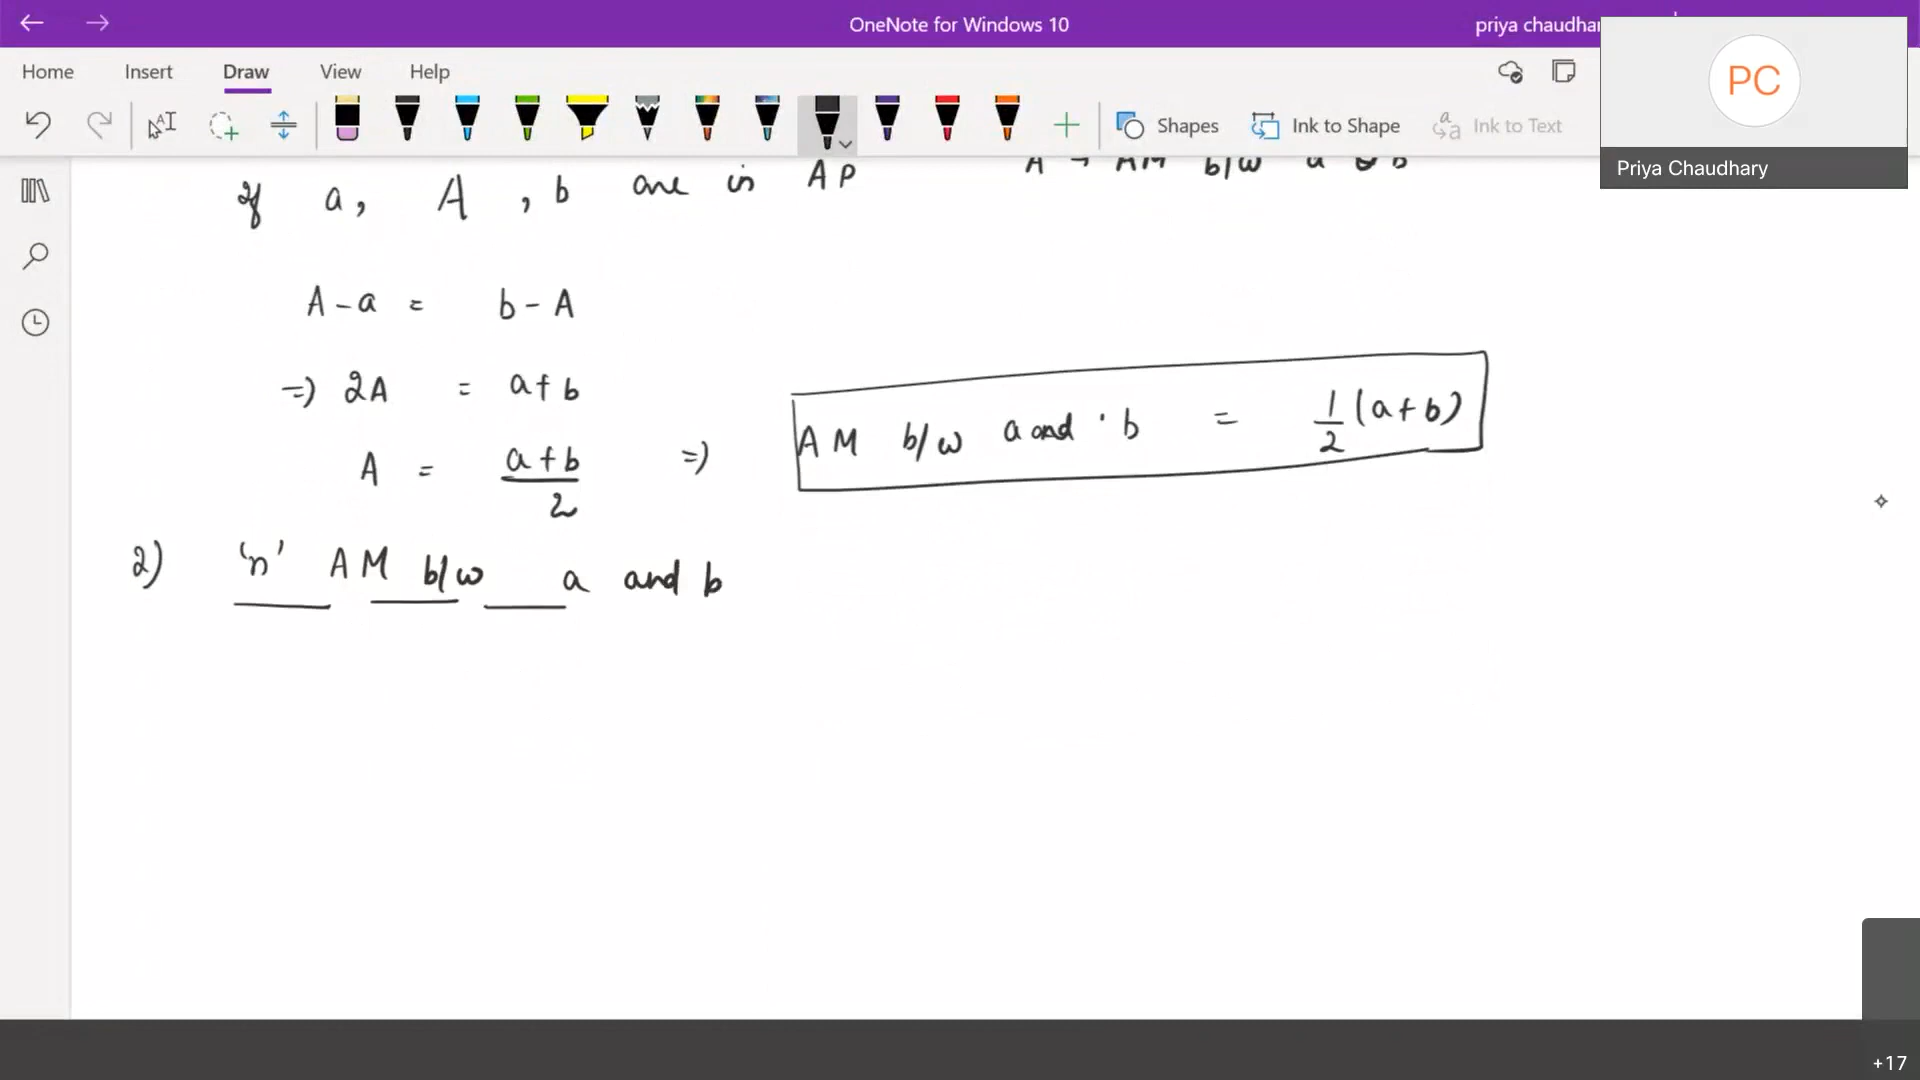 OneNote for Windows 10
priya chaudhar
PC
Priya Chaudhary
Home Insert Draw View Help
Shapes Ink to Shape Ink to Text
If a, A, b are in AP A → AM b/w a & b
A - a = b - A
=) 2A = a+b
A = a+b/2 =) AM b/w a and b = 1/2 (a+b)
2) 'n' AM b/w a and b
+17